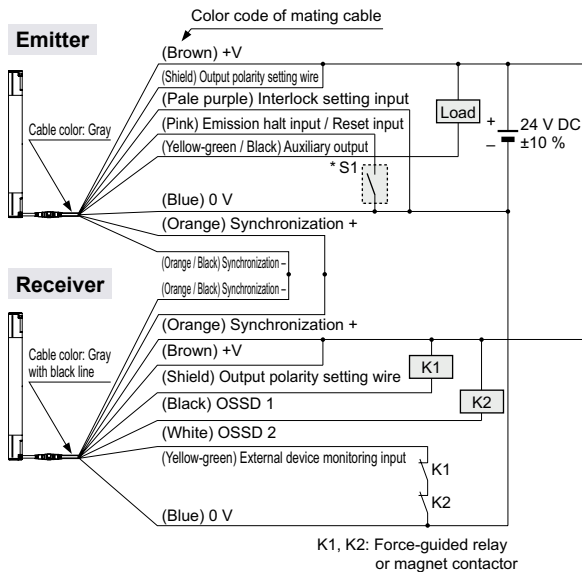 Color code of mating cable
Emitter
(Brown) +V
(Shield) Output polarity setting wire
(Pale purple) Interlock setting input
Load
+
24 V DC
Cable color: Gray
(Pink) Emission halt input / Reset input
–
±10 %
(Yellow-green / Black) Auxiliary output
* S1
(Blue) 0 V
(Orange) Synchronization +
(Orange / Black) Synchronization –
Receiver
(Orange / Black) Synchronization –
(Orange) Synchronization +
Cable color: Gray
with black line
(Brown) +V
(Shield) Output polarity setting wire
K1
(Black) OSSD 1
K2
(White) OSSD 2
(Yellow-green) External device monitoring input
K1
K2
(Blue) 0 V
K1, K2: Force-guided relay
or magnet contactor